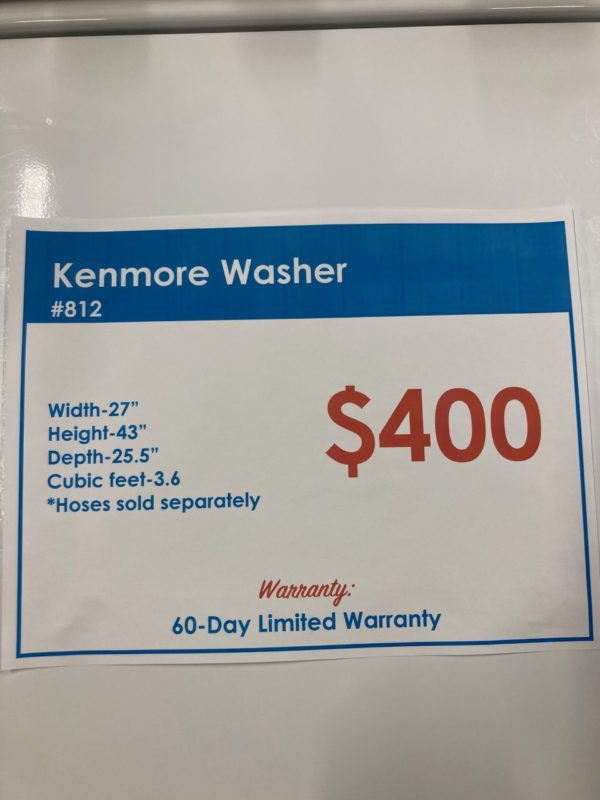 Kenmore Washer
#812
Width-27”
Height-43”
Depth-25.5”
Cubic feet-3.6
*Hoses sold separately
$400
Warranty:
60-Day Limited Warranty